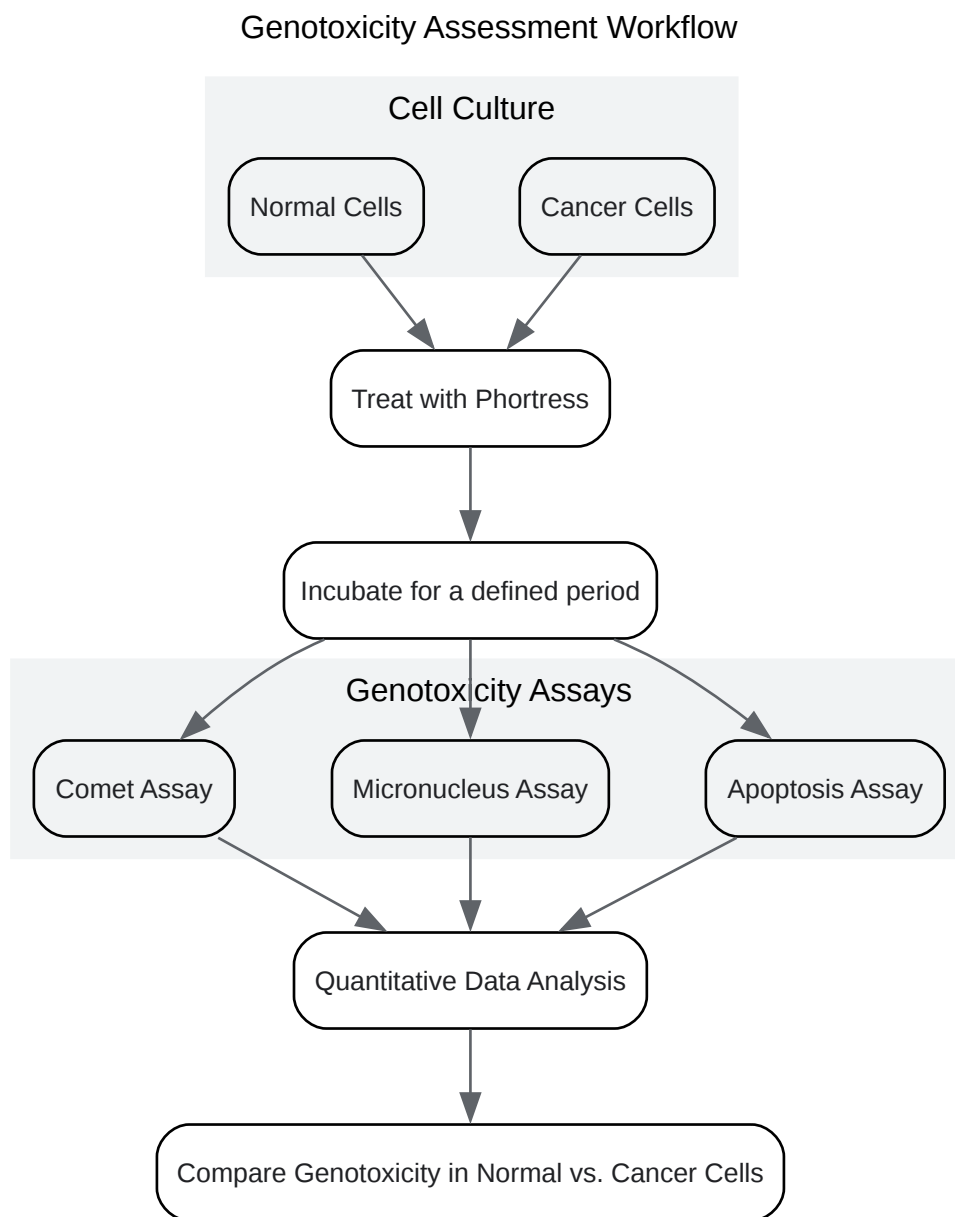 Genotoxicity Assessment Workflow
Cell Culture
Normal Cells
Cancer Cells
Treat with Phortress
Incubate for a defined period
Genotoxicity Assays
Comet Assay
Micronucleus Assay
Apoptosis Assay
Quantitative Data Analysis
Compare Genotoxicity in Normal vs. Cancer Cells